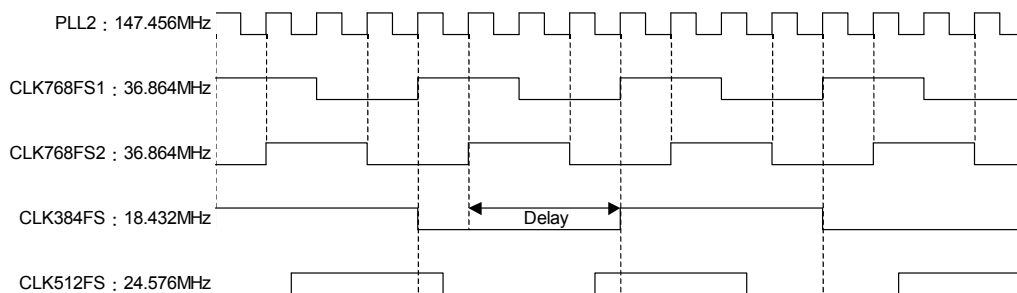 PLL2 : 147.456MHz
CLK768FS1 : 36.864MHz
CLK768FS2 : 36.864MHz
CLK384FS : 18.432MHz
Delay
CLK512FS : 24.576MHz